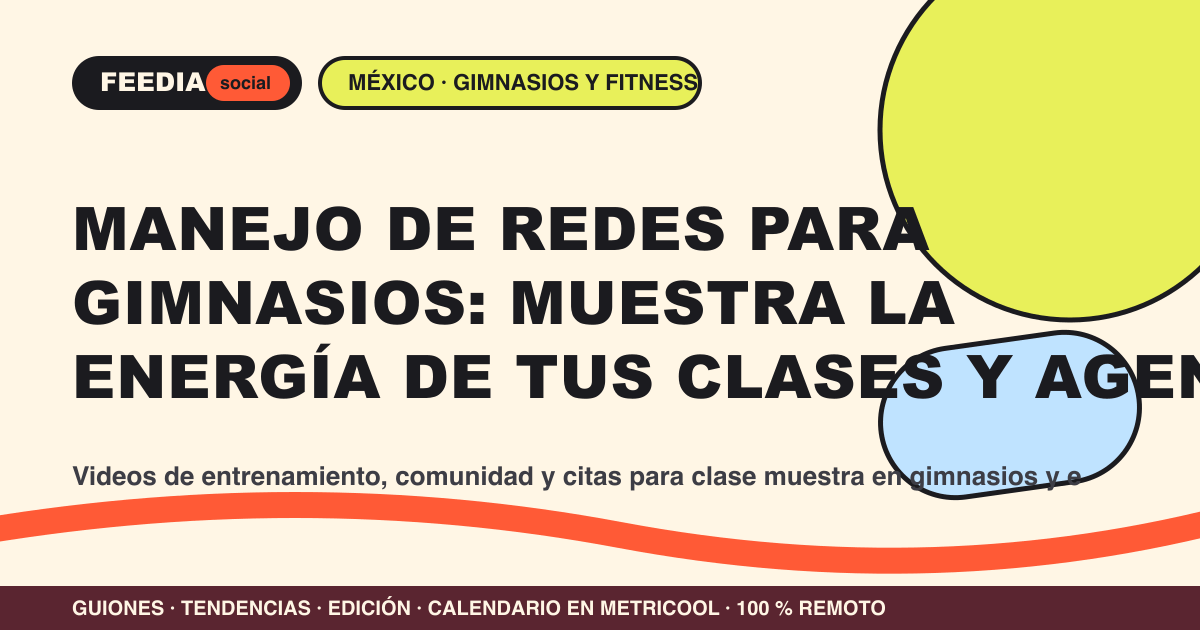 FEEDIA social
MÉXICO · GIMNASIOS Y FITNESS
MANEJO DE REDES PARA
GIMNASIOS: MUESTRA LA
ENERGÍA DE TUS CLASES Y AGEN
Videos de entrenamiento, comunidad y citas para clase muestra en gimnasios y e
GUIONES · TENDENCIAS · EDICIÓN · CALENDARIO EN METRICOOL · 100 % REMOTO